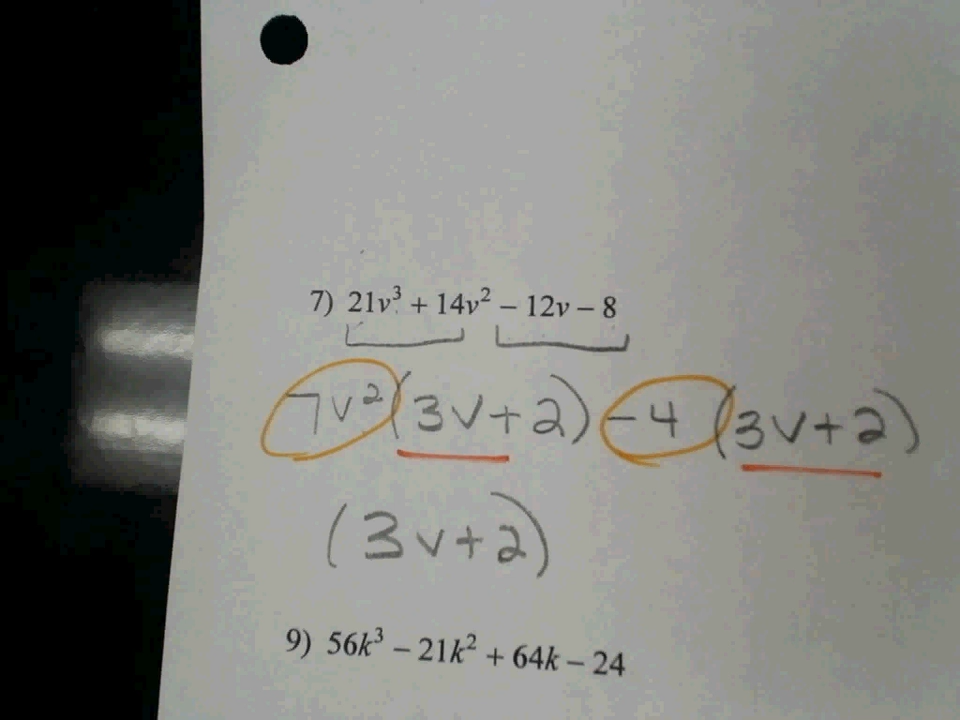 7) 21v³ + 14v² – 12v – 8
7v²(3v+2) -4(3v+2)
(3v+2)
9) 56k³ – 21k² + 64k – 24